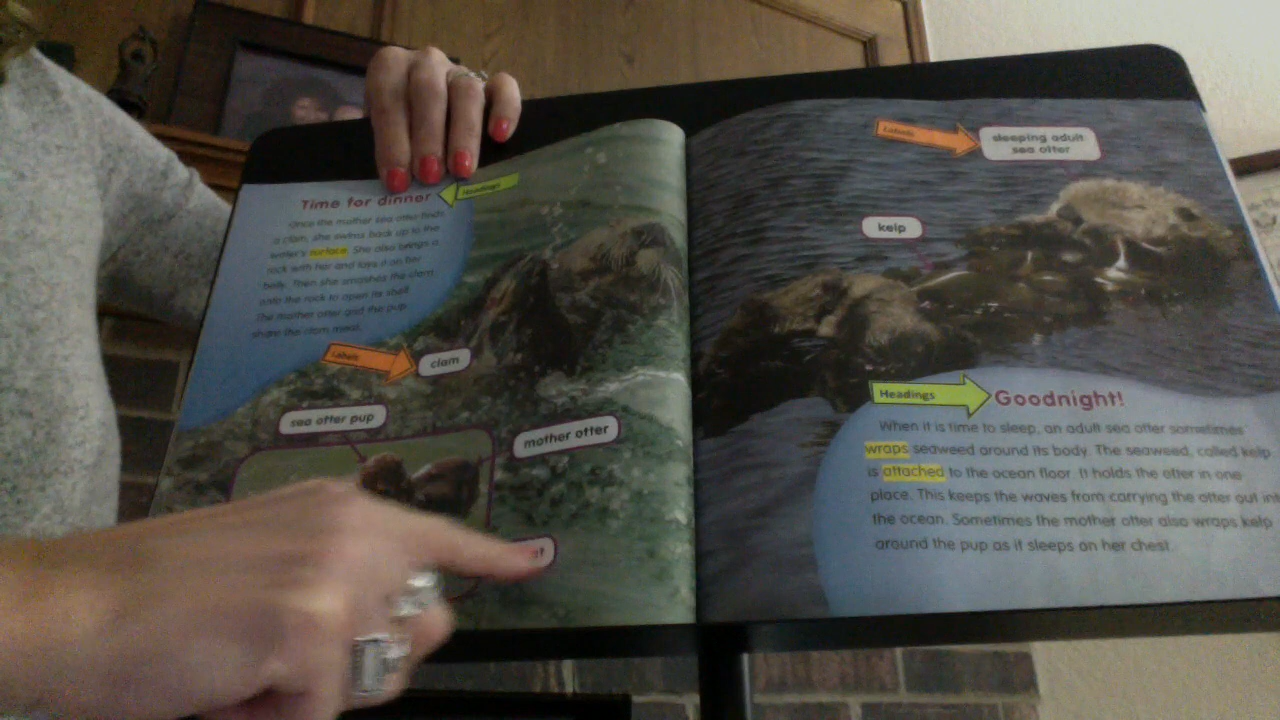 Time for dinner
Headings
Once the mother sea otter finds
a clam, she swims back up to the
water's surface. She also brings a
rock with her and lays it on her
belly. Then she smashes the clam
onto the rock to open its shell.
The mother otter and the pup
share the clam meat.
Labels
clam
sea otter pup
mother otter
Labels
sleeping adult
sea otter
kelp
Headings
Goodnight!
When it is time to sleep, an adult sea otter sometimes
wraps seaweed around its body. The seaweed, called kelp,
is attached to the ocean floor. It holds the otter in one
place. This keeps the waves from carrying the otter out int
the ocean. Sometimes the mother otter also wraps kelp
around the pup as it sleeps on her chest.